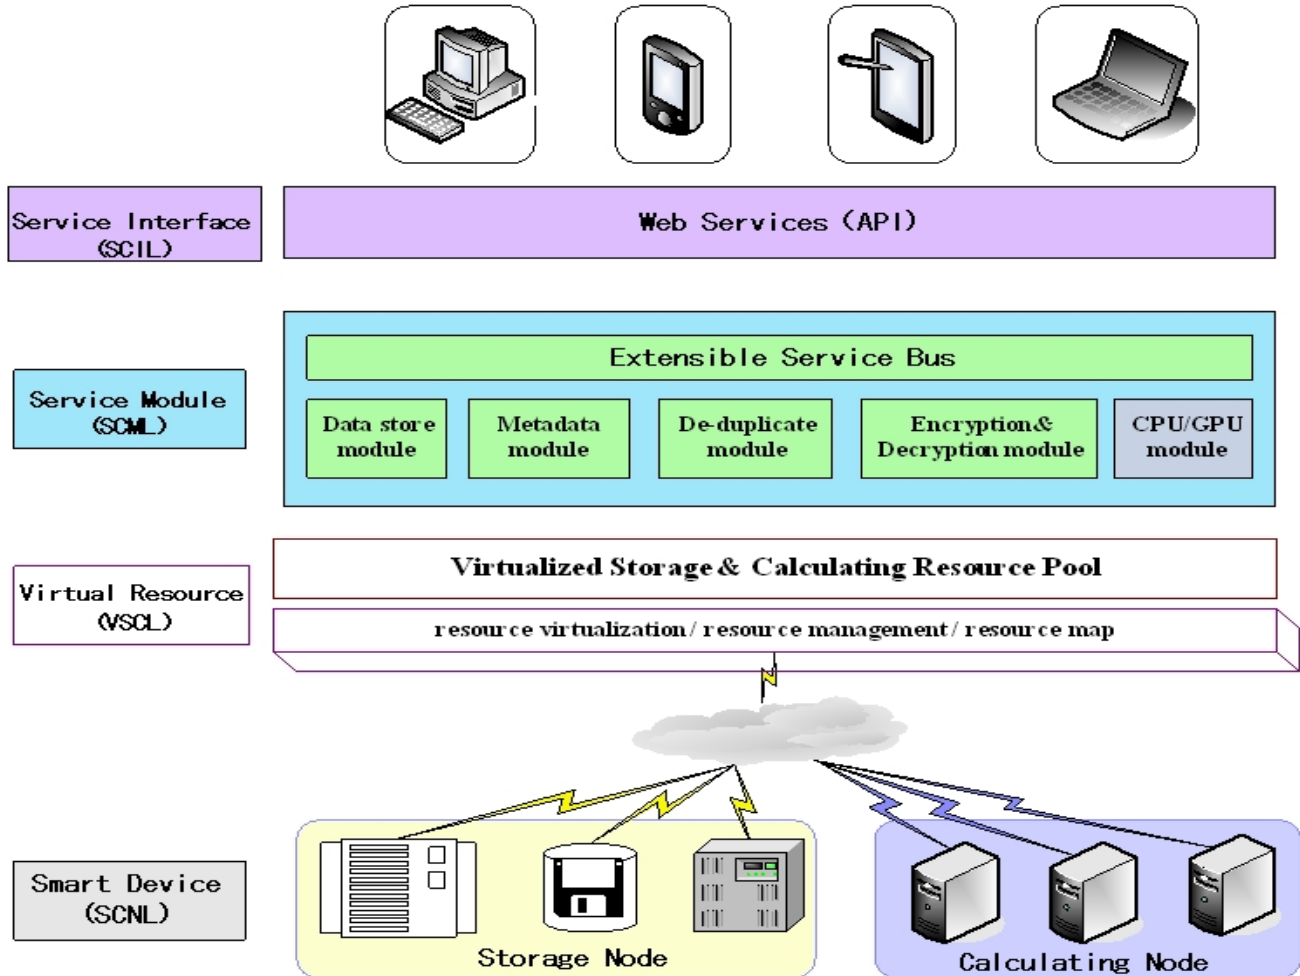 Service Interface
(SCIL)
Web Services (API)
Extensible Service Bus
Service Module
(SCML)
Data store
module
Metadata
module
De-duplicate
module
Encryption&
Decryption module
CPU/GPU
module
Virtualized Storage & Calculating Resource Pool
Virtual Resource
(VSCL)
resource virtualization/ resource management/ resource map
Smart Device
(SCNL)
Storage Node
Calculating Node